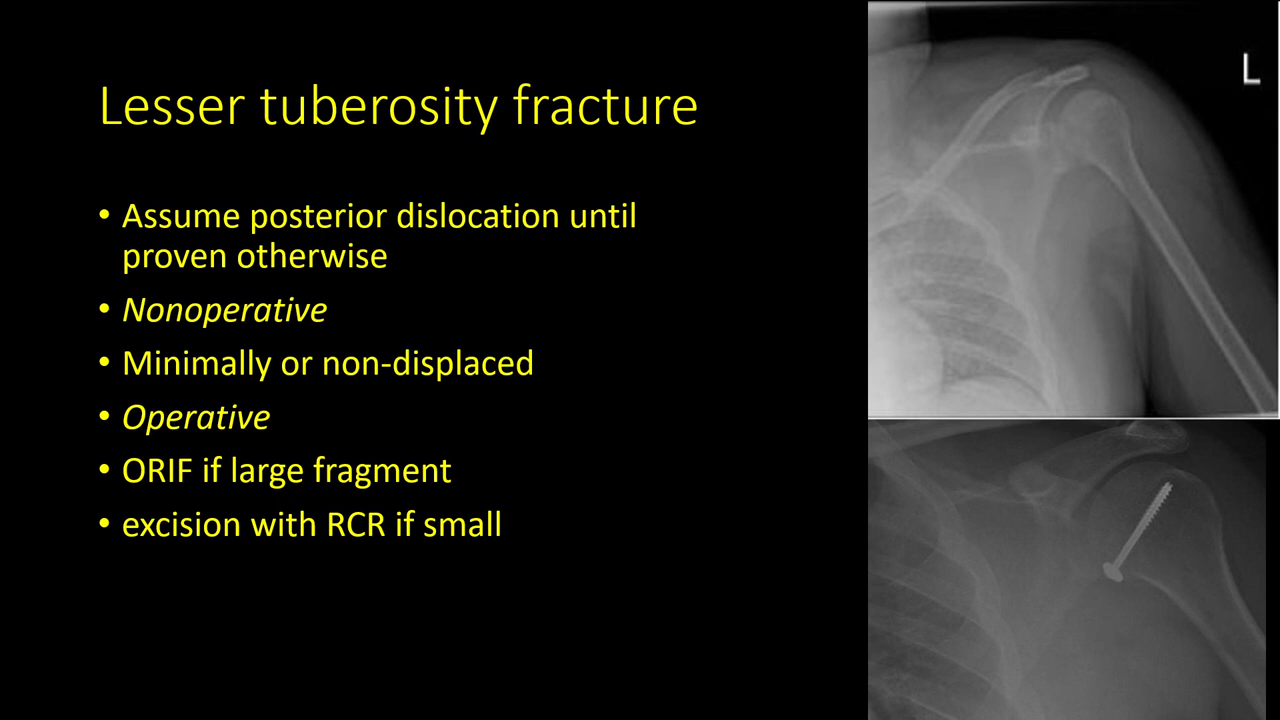 Lesser tuberosity fracture
• Assume posterior dislocation until
proven otherwise
• Nonoperative
• Minimally or non-displaced
• Operative
• ORIF if large fragment
• excision with RCR if small
L